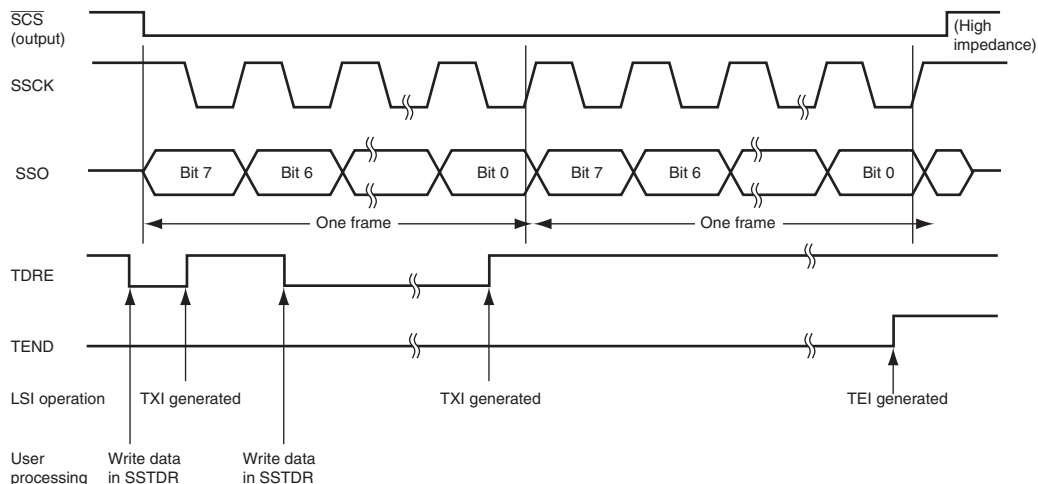 SCS
(output)
(High
impedance)
SSCK
SSO
Bit 7
Bit 6
Bit 0
Bit 7
Bit 6
Bit 0
One frame
One frame
TDRE
TEND
LSI operation
TXI generated
TXI generated
TEI generated
User
processing
Write data
in SSTDR
Write data
in SSTDR